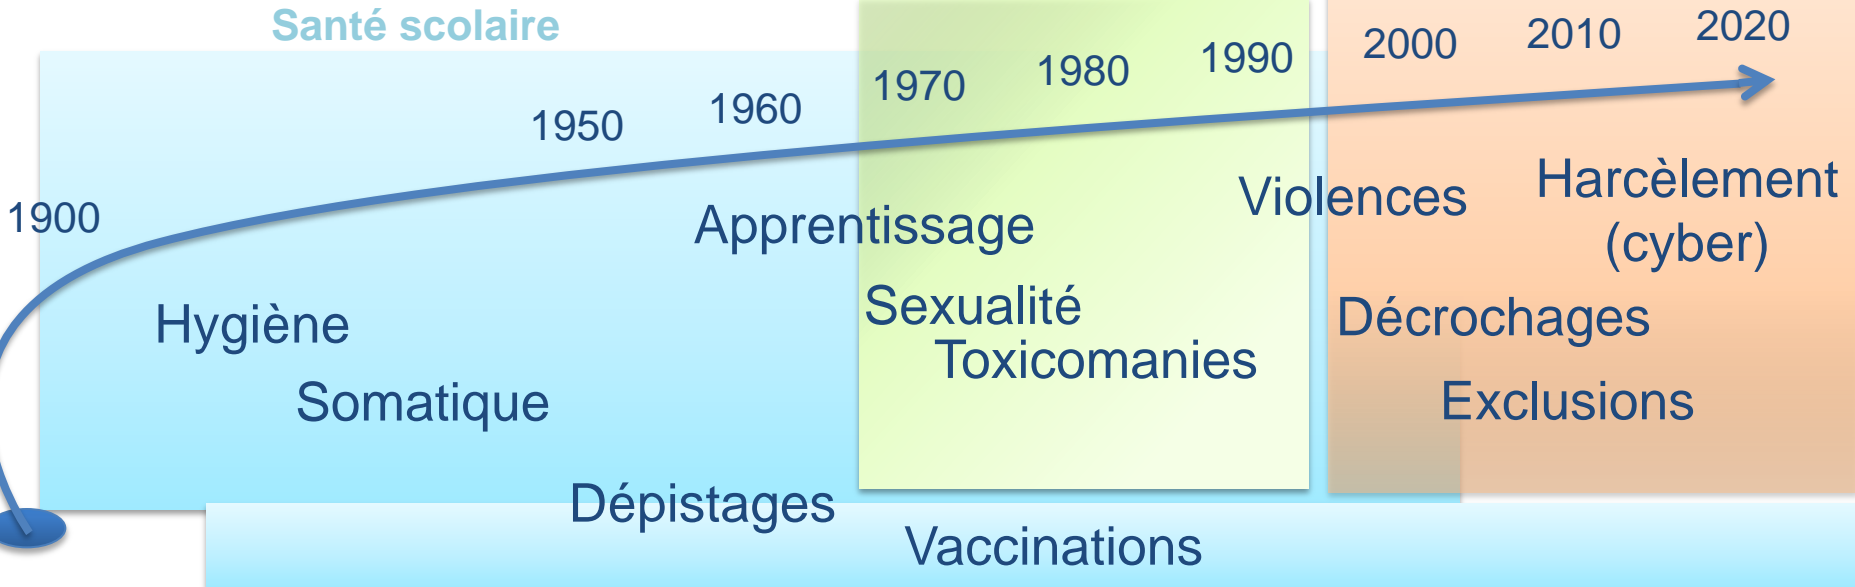 Santé scolaire
1900
1950
1960
1970
1980
1990
2000
2010
2020
Hygiène
Somatique
Dépistages
Apprentissage
Sexualité
Toxicomanies
Vaccinations
Violences
Harcèlement
(cyber)
Décrochages
Exclusions